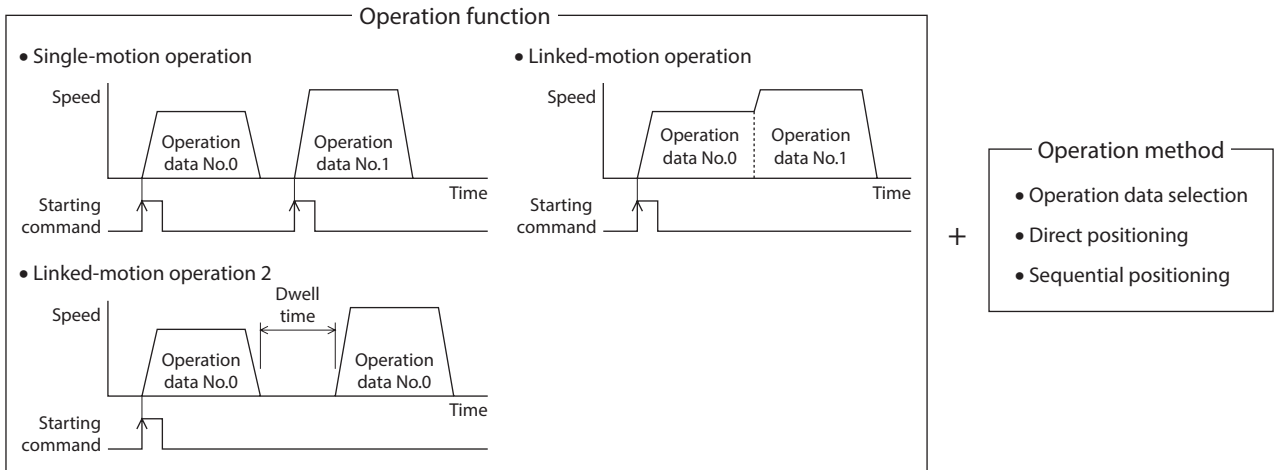 Operation function
• Single-motion operation
Speed
Operation
data No.0
Operation
data No.1
Time
Starting
command
• Linked-motion operation
Speed
Operation
data No.0
Operation
data No.1
Time
Starting
command
• Linked-motion operation 2
Speed
Dwell
time
Operation
data No.0
Operation
data No.0
Time
Starting
command
+
Operation method
• Operation data selection
• Direct positioning
• Sequential positioning